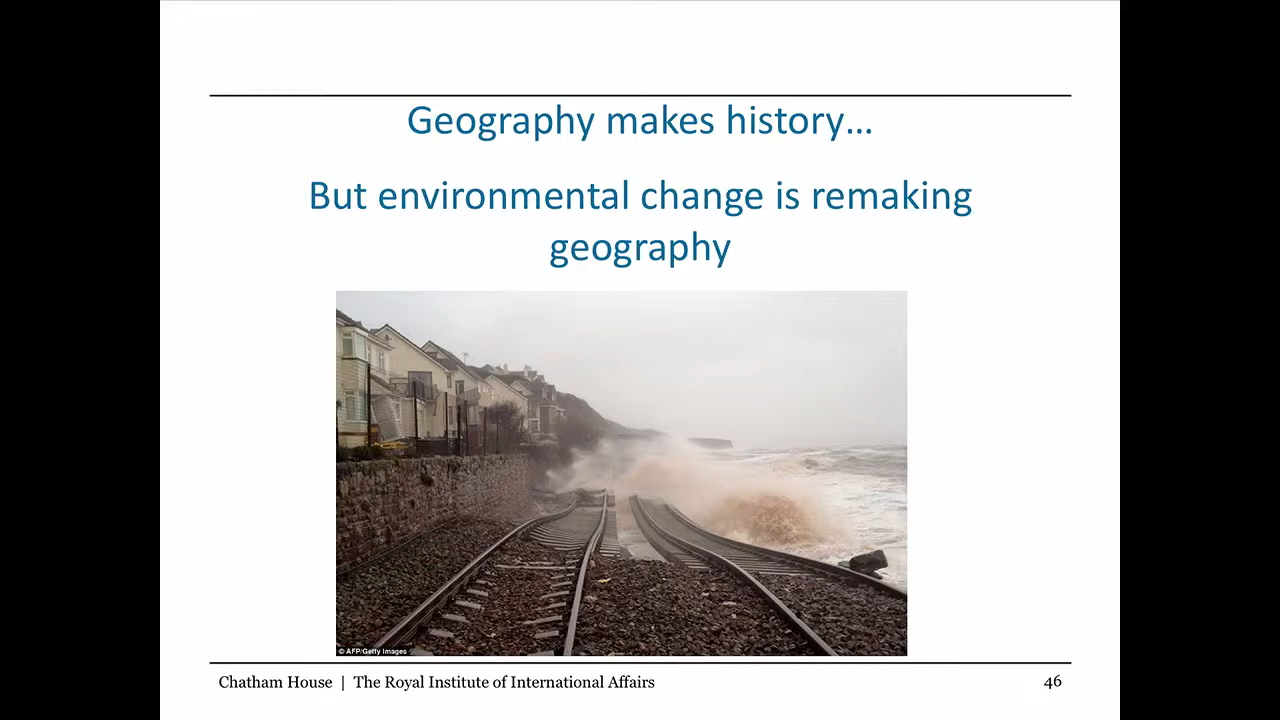 Geography makes history…
But environmental change is remaking
geography
© AFP/Getty Images
Chatham House | The Royal Institute of International Affairs
46